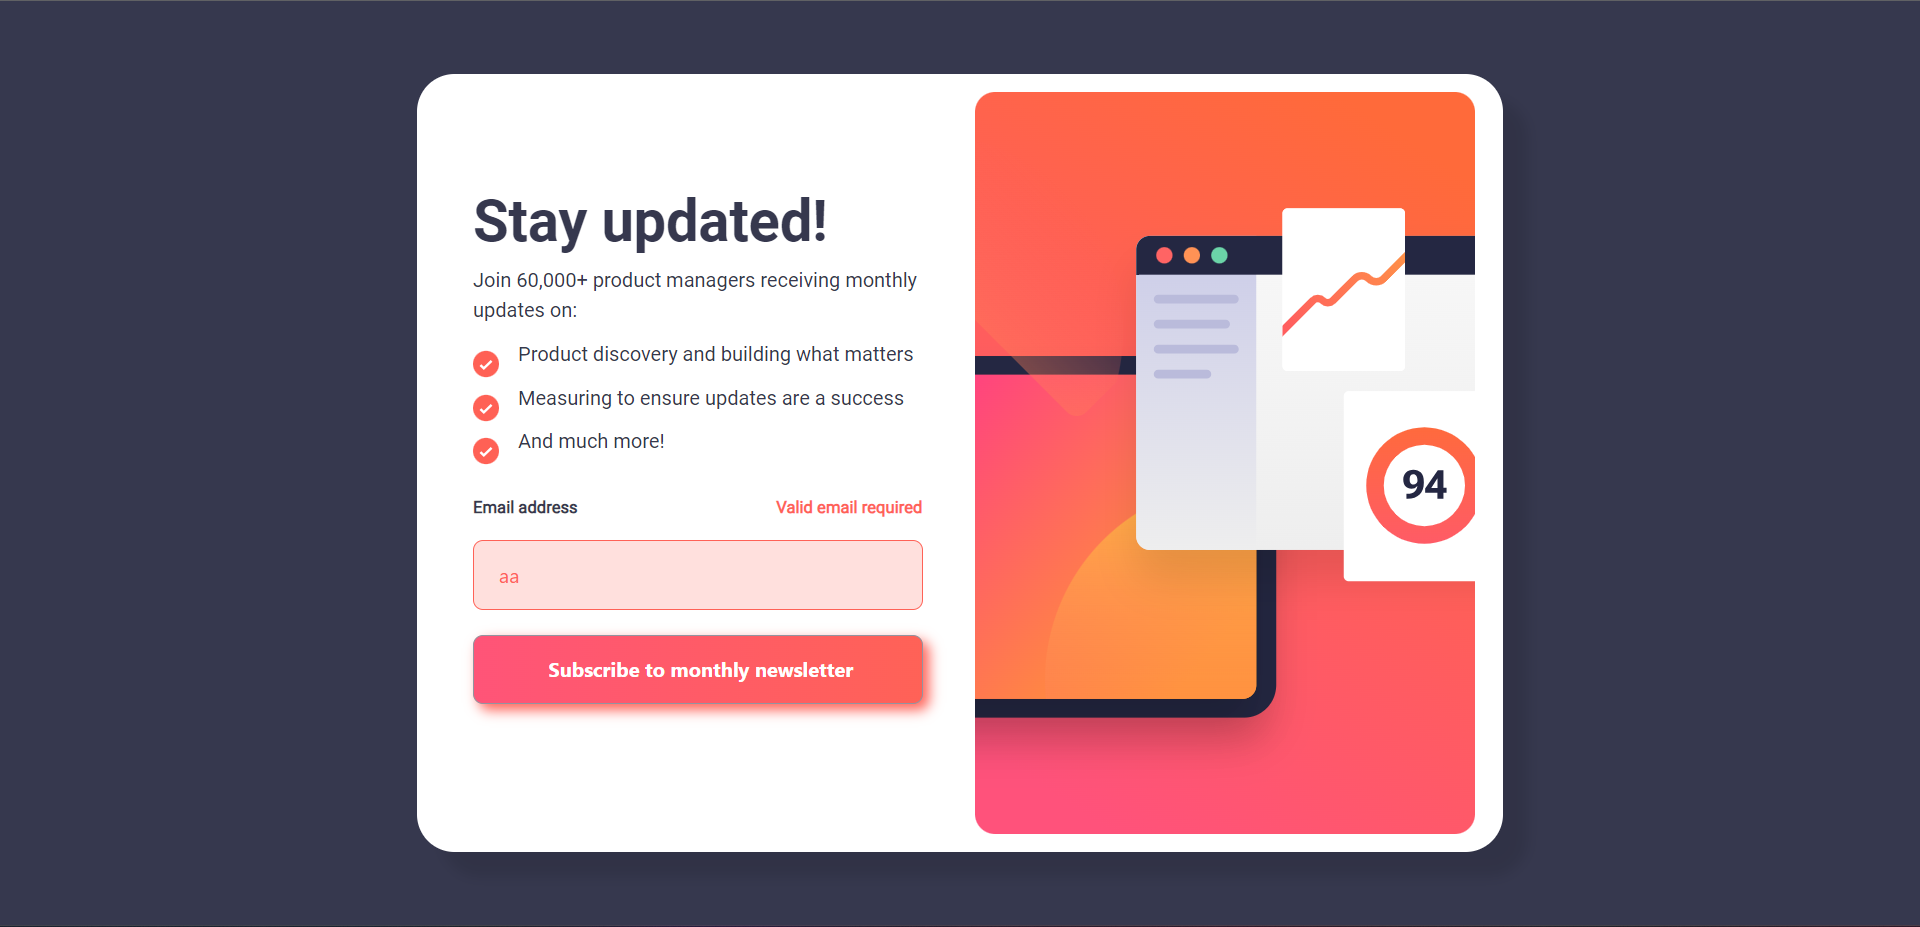 Stay updated!
Join 60,000+ product managers receiving monthly
updates on:
Product discovery and building what matters
Measuring to ensure updates are a success
And much more!
Email address
Valid email required
aa
Subscribe to monthly newsletter
94